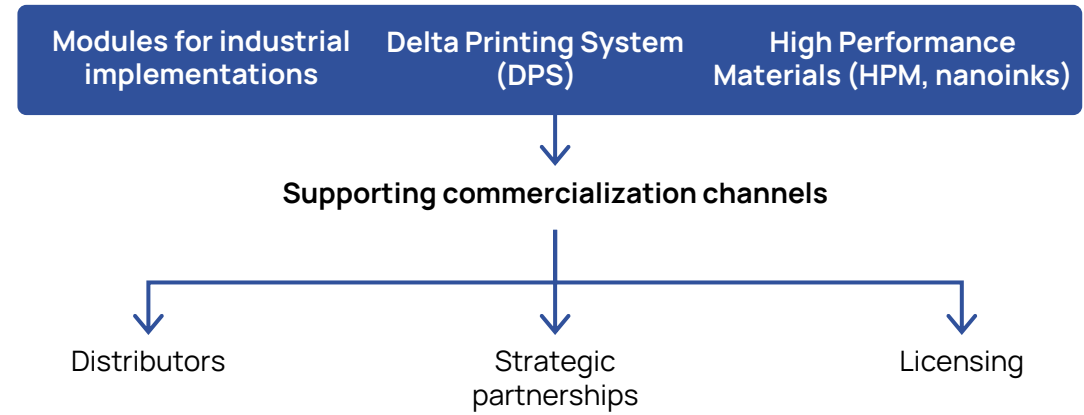 Modules for industrial
implementations
Delta Printing System
(DPS)
High Performance
Materials (HPM, nanoinks)
Supporting commercialization channels
Distributors
Strategic
partnerships
Licensing